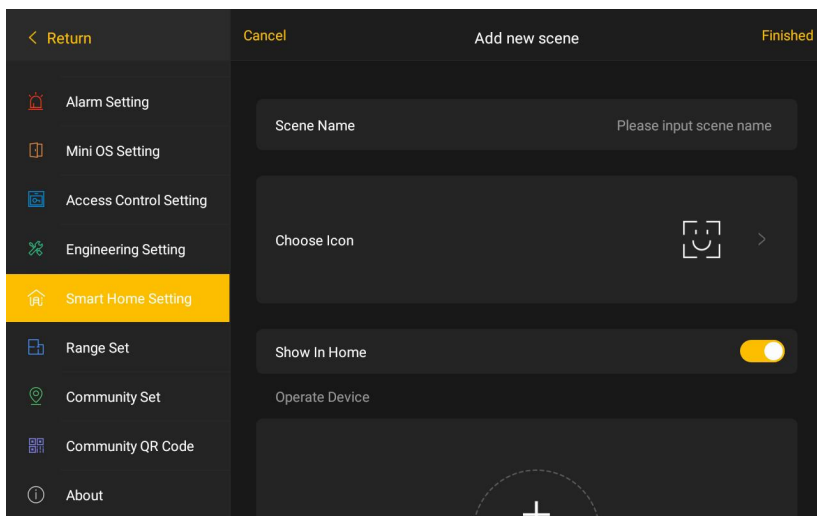 Return
Cancel
Add new scene
Finished
Alarm Setting
Mini OS Setting
Access Control Setting
Engineering Setting
Smart Home Setting
Range Set
Community Set
Community QR Code
About
Scene Name
Please input scene name
Choose Icon
Show In Home
Operate Device